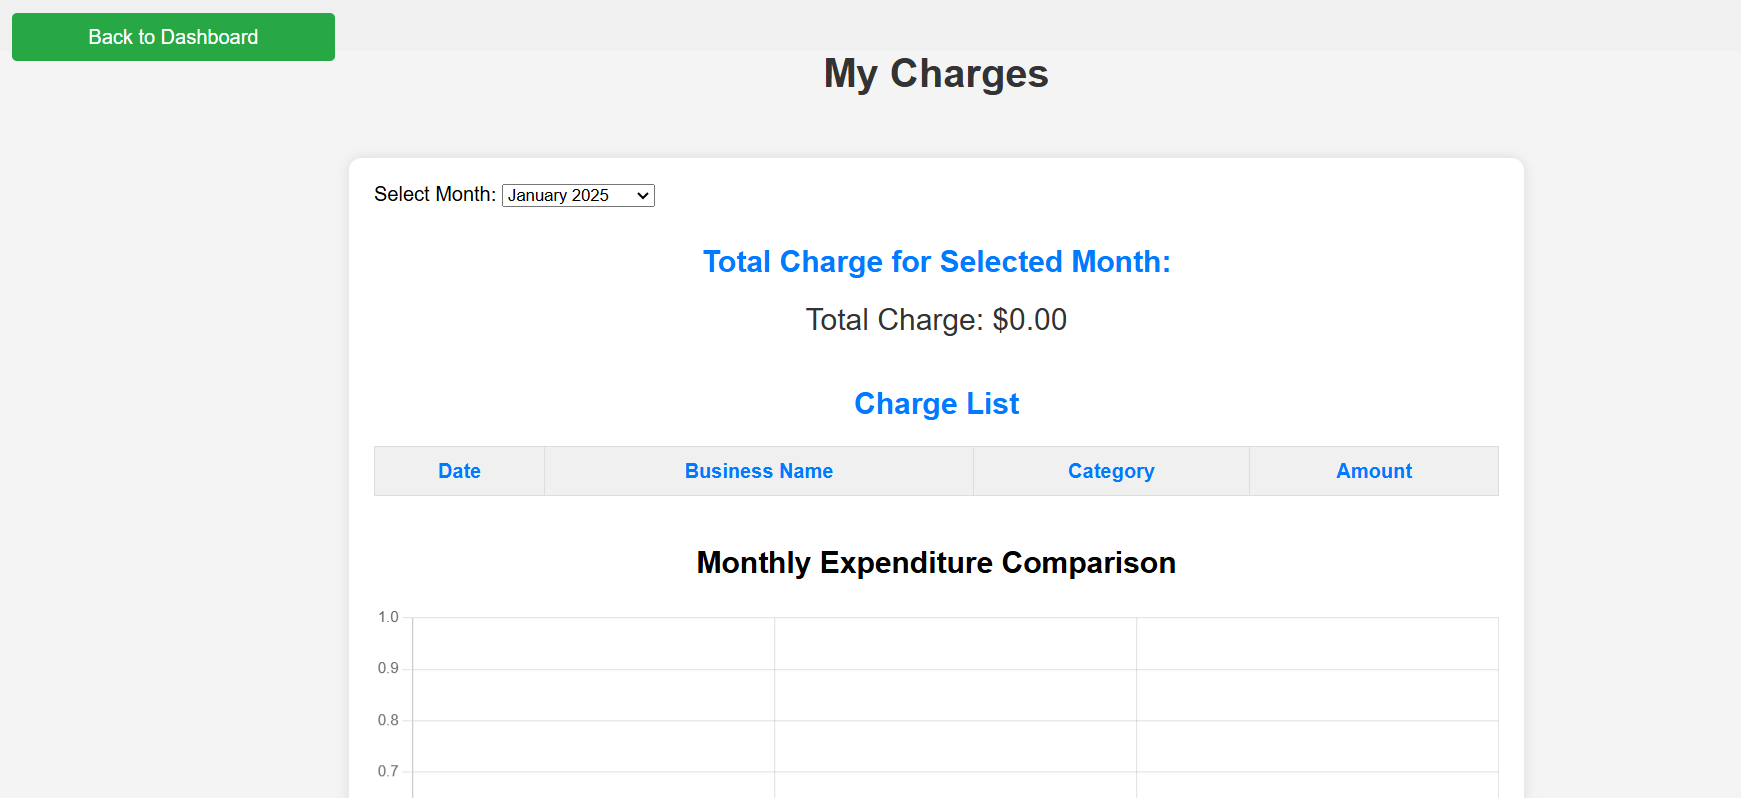 Back to Dashboard
My Charges
Select Month: January 2025
Total Charge for Selected Month:
Total Charge: $0.00
Charge List
Date Business Name Category Amount
Monthly Expenditure Comparison
1.0
0.9
0.8
0.7